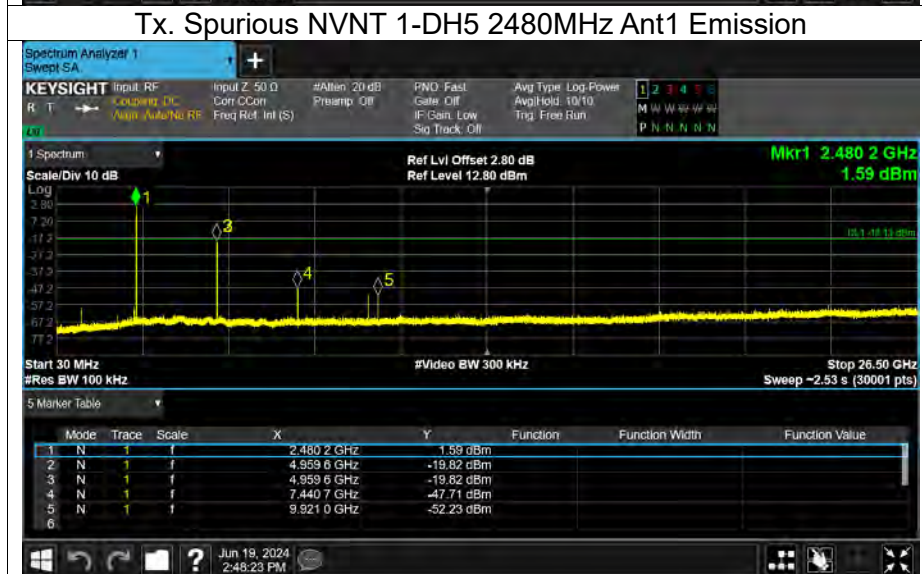 Tx. Spurious NVNT 1-DH5 2480MHz Ant1 Emission
Spectrum Analyzer 1
Swept SA
+
KEYSIGHT Input: RF Input Z: 50 Ω #Atten: 20 dB PNO: Fast Avg Type: Log-Power 1 2 3 4 5 6
R T Coupling: DC Corr CCorr Preamp: Off Gate: Off Avg|Hold: 10/10 M W W W W W
Align: Auto/No RF Freq Ref: Int (S) IF Gain: Low Trig: Free Run
Sig Track: Off P N N N N N
1 Spectrum Ref Lvl Offset 2.80 dB Mkr1 2.480 2 GHz
Scale/Div 10 dB Ref Level 12.80 dBm 1.59 dBm
Log
1
2.80
-7.20
3
-17.2
DL1 -18.13 dBm
-27.2
-37.2
4
5
-47.2
-57.2
-67.2
-77.2
Start 30 MHz #Video BW 300 kHz Stop 26.50 GHz
#Res BW 100 kHz Sweep ~2.53 s (30001 pts)
5 Marker Table
Mode Trace Scale X Y Function Function Width Function Value
1 N 1 f 2.480 2 GHz 1.59 dBm
2 N 1 f 4.959 6 GHz -19.82 dBm
3 N 1 f 4.959 6 GHz -19.82 dBm
4 N 1 f 7.440 7 GHz -47.71 dBm
5 N 1 f 9.921 0 GHz -52.23 dBm
6
? Jun 19, 2024
2:48:23 PM